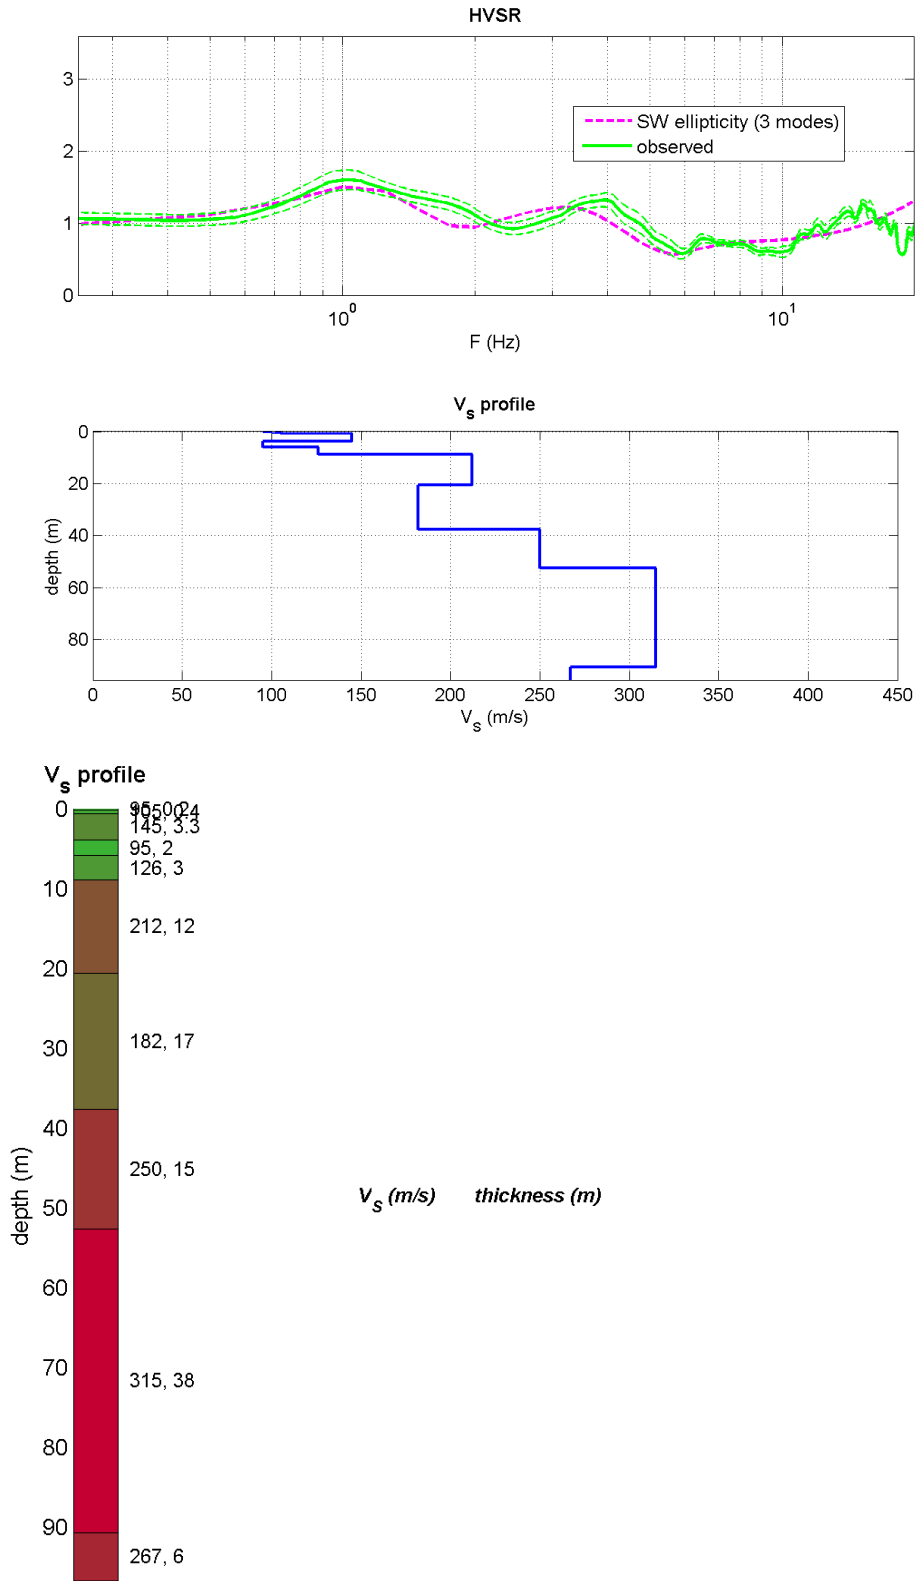 HVSR
3
2
1
0
SW ellipticity (3 modes)
observed
10^0
10^1
F (Hz)
V_s profile
0
20
40
60
80
depth (m)
0 50 100 150 200 250 300 350 400 450
V_S (m/s)
V_s profile
0
10
20
30
40
50
60
70
80
90
depth (m)
145, 3.3
95, 2
126, 3
212, 12
182, 17
250, 15
315, 38
267, 6
V_S (m/s) thickness (m)